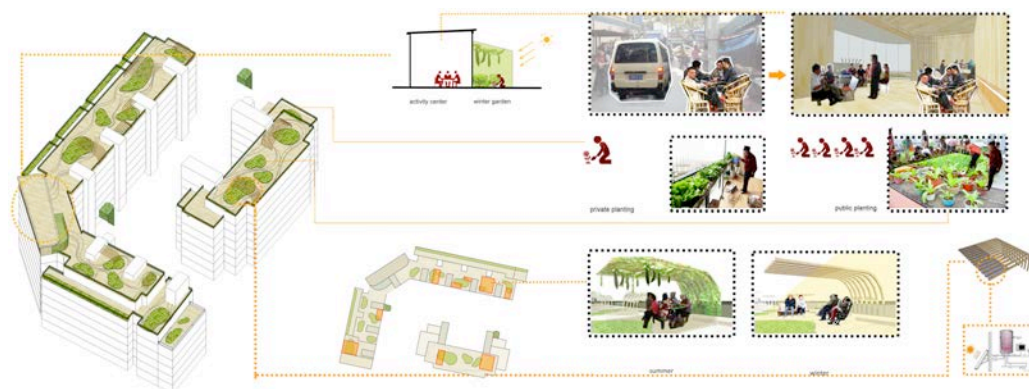 activity center
winter garden
private planting
public planting
summer
winter